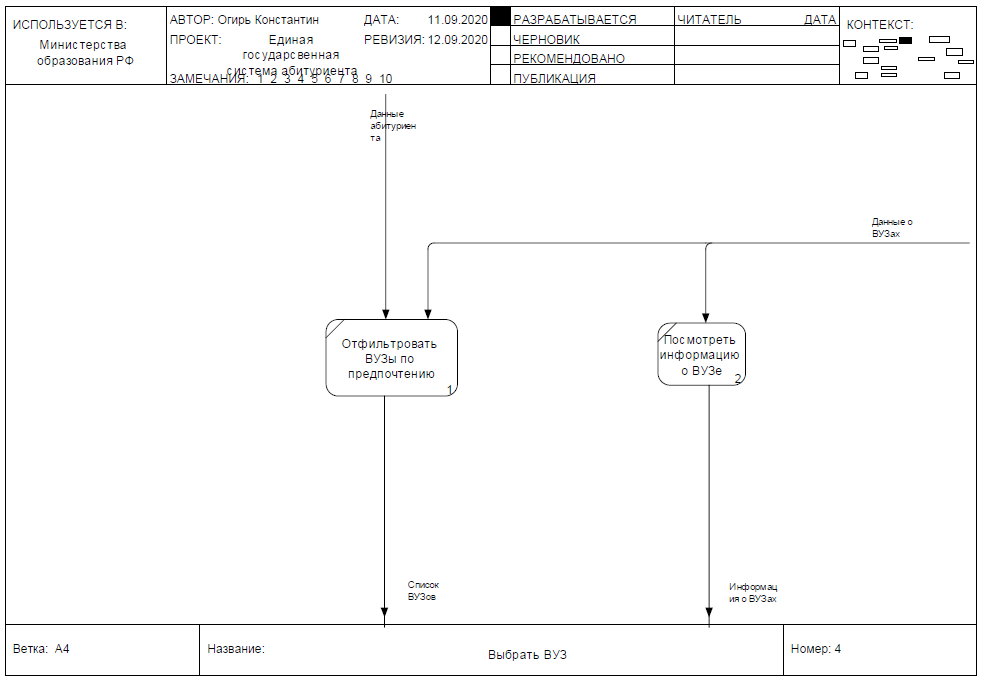 ИСПОЛЬЗУЕТСЯ В:
Министерства
образования РФ
АВТОР: Огирь Константин
ДАТА: 11.09.2020
ПРОЕКТ: Единая
государсвенная
система абитуриента
РЕВИЗИЯ: 12.09.2020
ЗАМЕЧАНИЯ: 1 2 3 4 5 6 7 8 9 10
РАЗРАБАТЫВАЕТСЯ
ЧЕРНОВИК
РЕКОМЕНДОВАНО
ПУБЛИКАЦИЯ
ЧИТАТЕЛЬ ДАТА
КОНТЕКСТ:
Данные
абитуриен
та
Данные о
ВУЗах
Отфильтровать
ВУЗы по
предпочтению
1
Посмотреть
информацию
о ВУЗе
2
Список
ВУЗов
Информац
ия о ВУЗах
Ветка: А4
Название:
Выбрать ВУЗ
Номер: 4